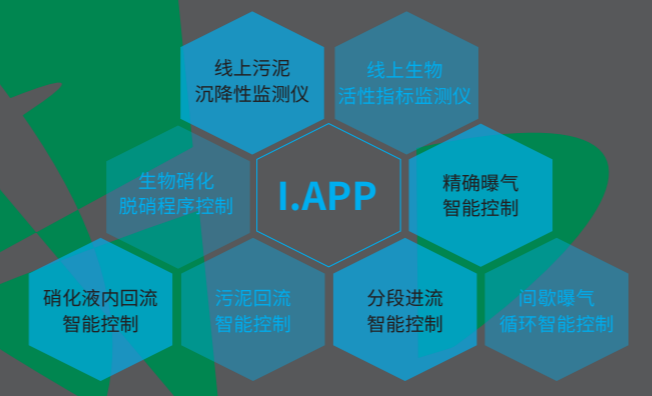 线上污泥
沉降性监测仪
线上生物
活性指标监测仪
生物硝化
脱硝程序控制
I.APP
精确曝气
智能控制
硝化液内回流
智能控制
污泥回流
智能控制
分段进流
智能控制
间歇曝气
循环智能控制